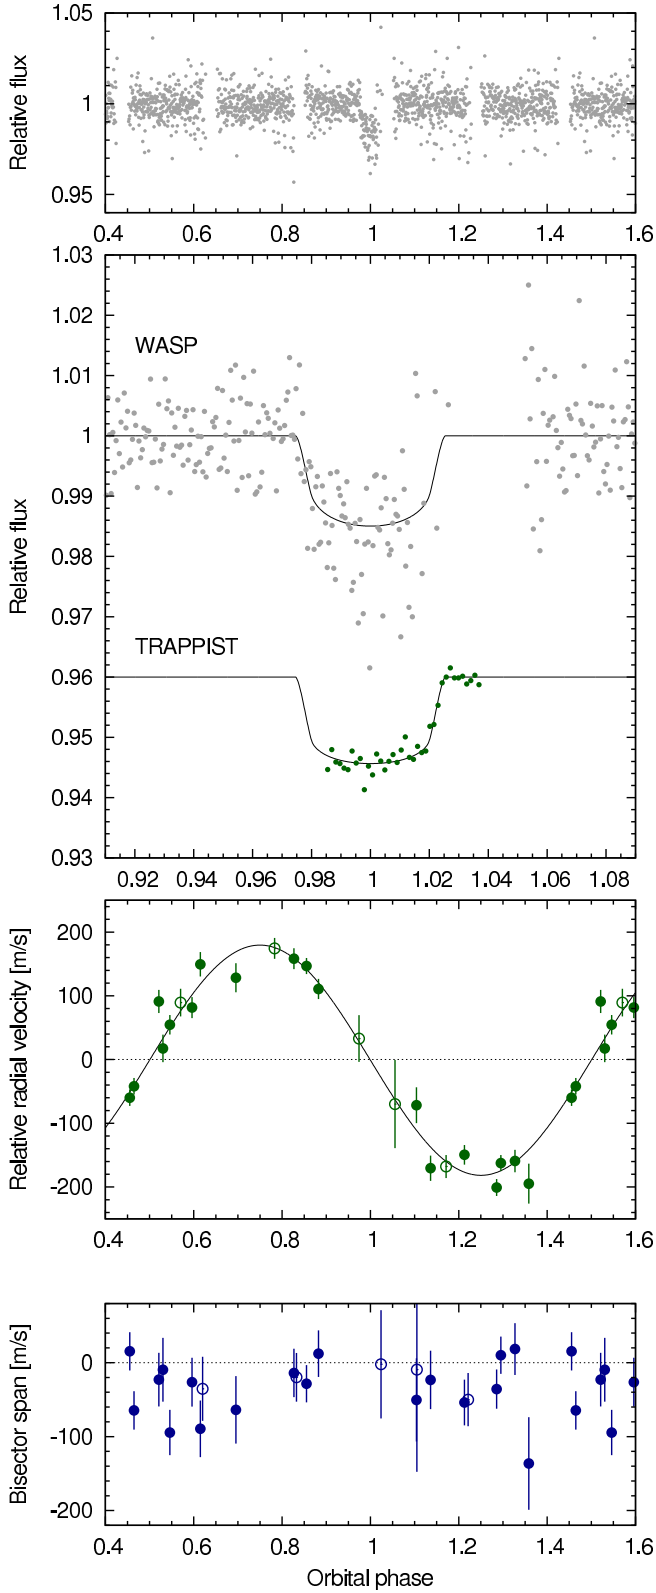 1.05
1
0.95
Relative flux
0.4 0.6 0.8 1 1.2 1.4 1.6
1.03
1.02
WASP
1.01
1
0.99
Relative flux
0.98
0.97
TRAPPIST
0.96
0.95
0.94
0.93
0.92 0.94 0.96 0.98 1 1.02 1.04 1.06 1.08
200
100
0
-100
-200
Relative radial velocity [m/s]
0.4 0.6 0.8 1 1.2 1.4 1.6
0
-100
-200
Bisector span [m/s]
0.4 0.6 0.8 1 1.2 1.4 1.6
Orbital phase